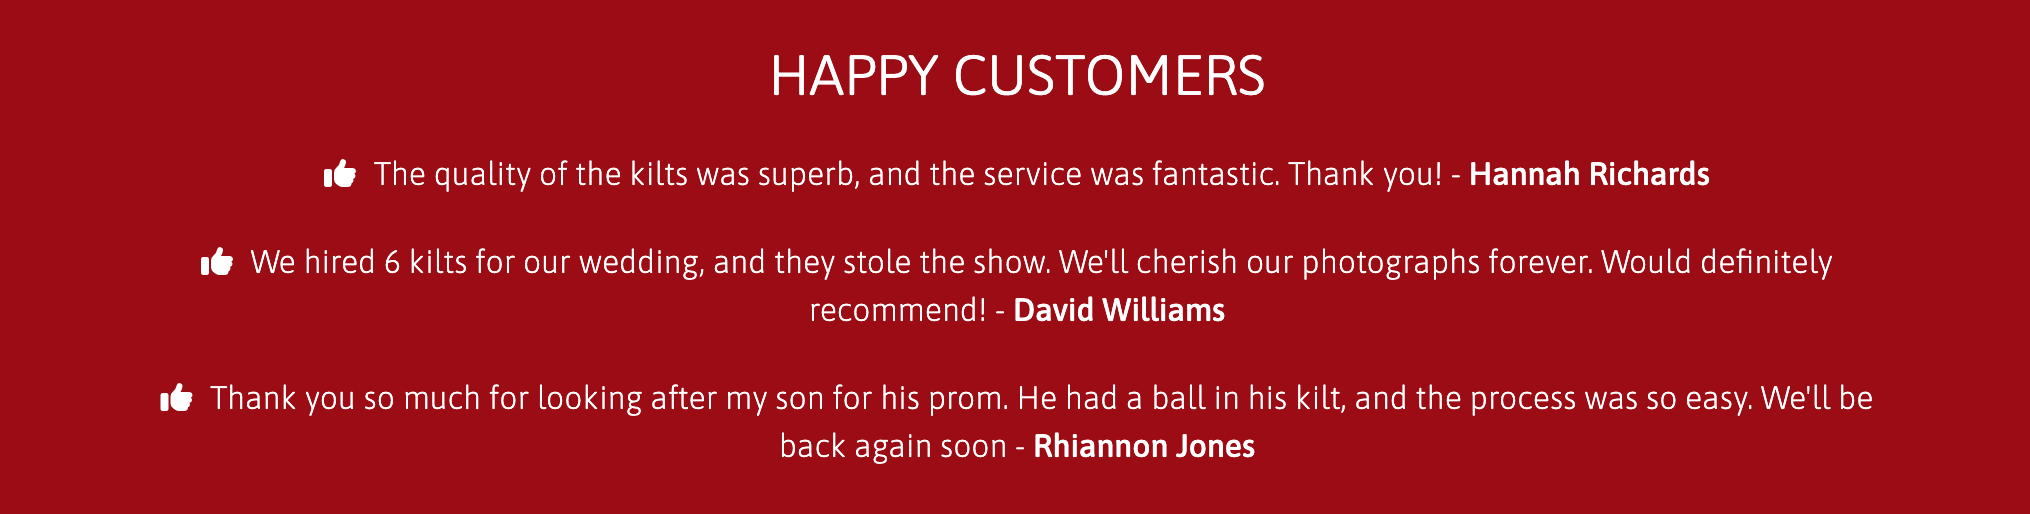 HAPPY CUSTOMERS
The quality of the kilts was superb, and the service was fantastic. Thank you! - Hannah Richards
We hired 6 kilts for our wedding, and they stole the show. We'll cherish our photographs forever. Would definitely
recommend! - David Williams
Thank you so much for looking after my son for his prom. He had a ball in his kilt, and the process was so easy. We'll be
back again soon - Rhiannon Jones